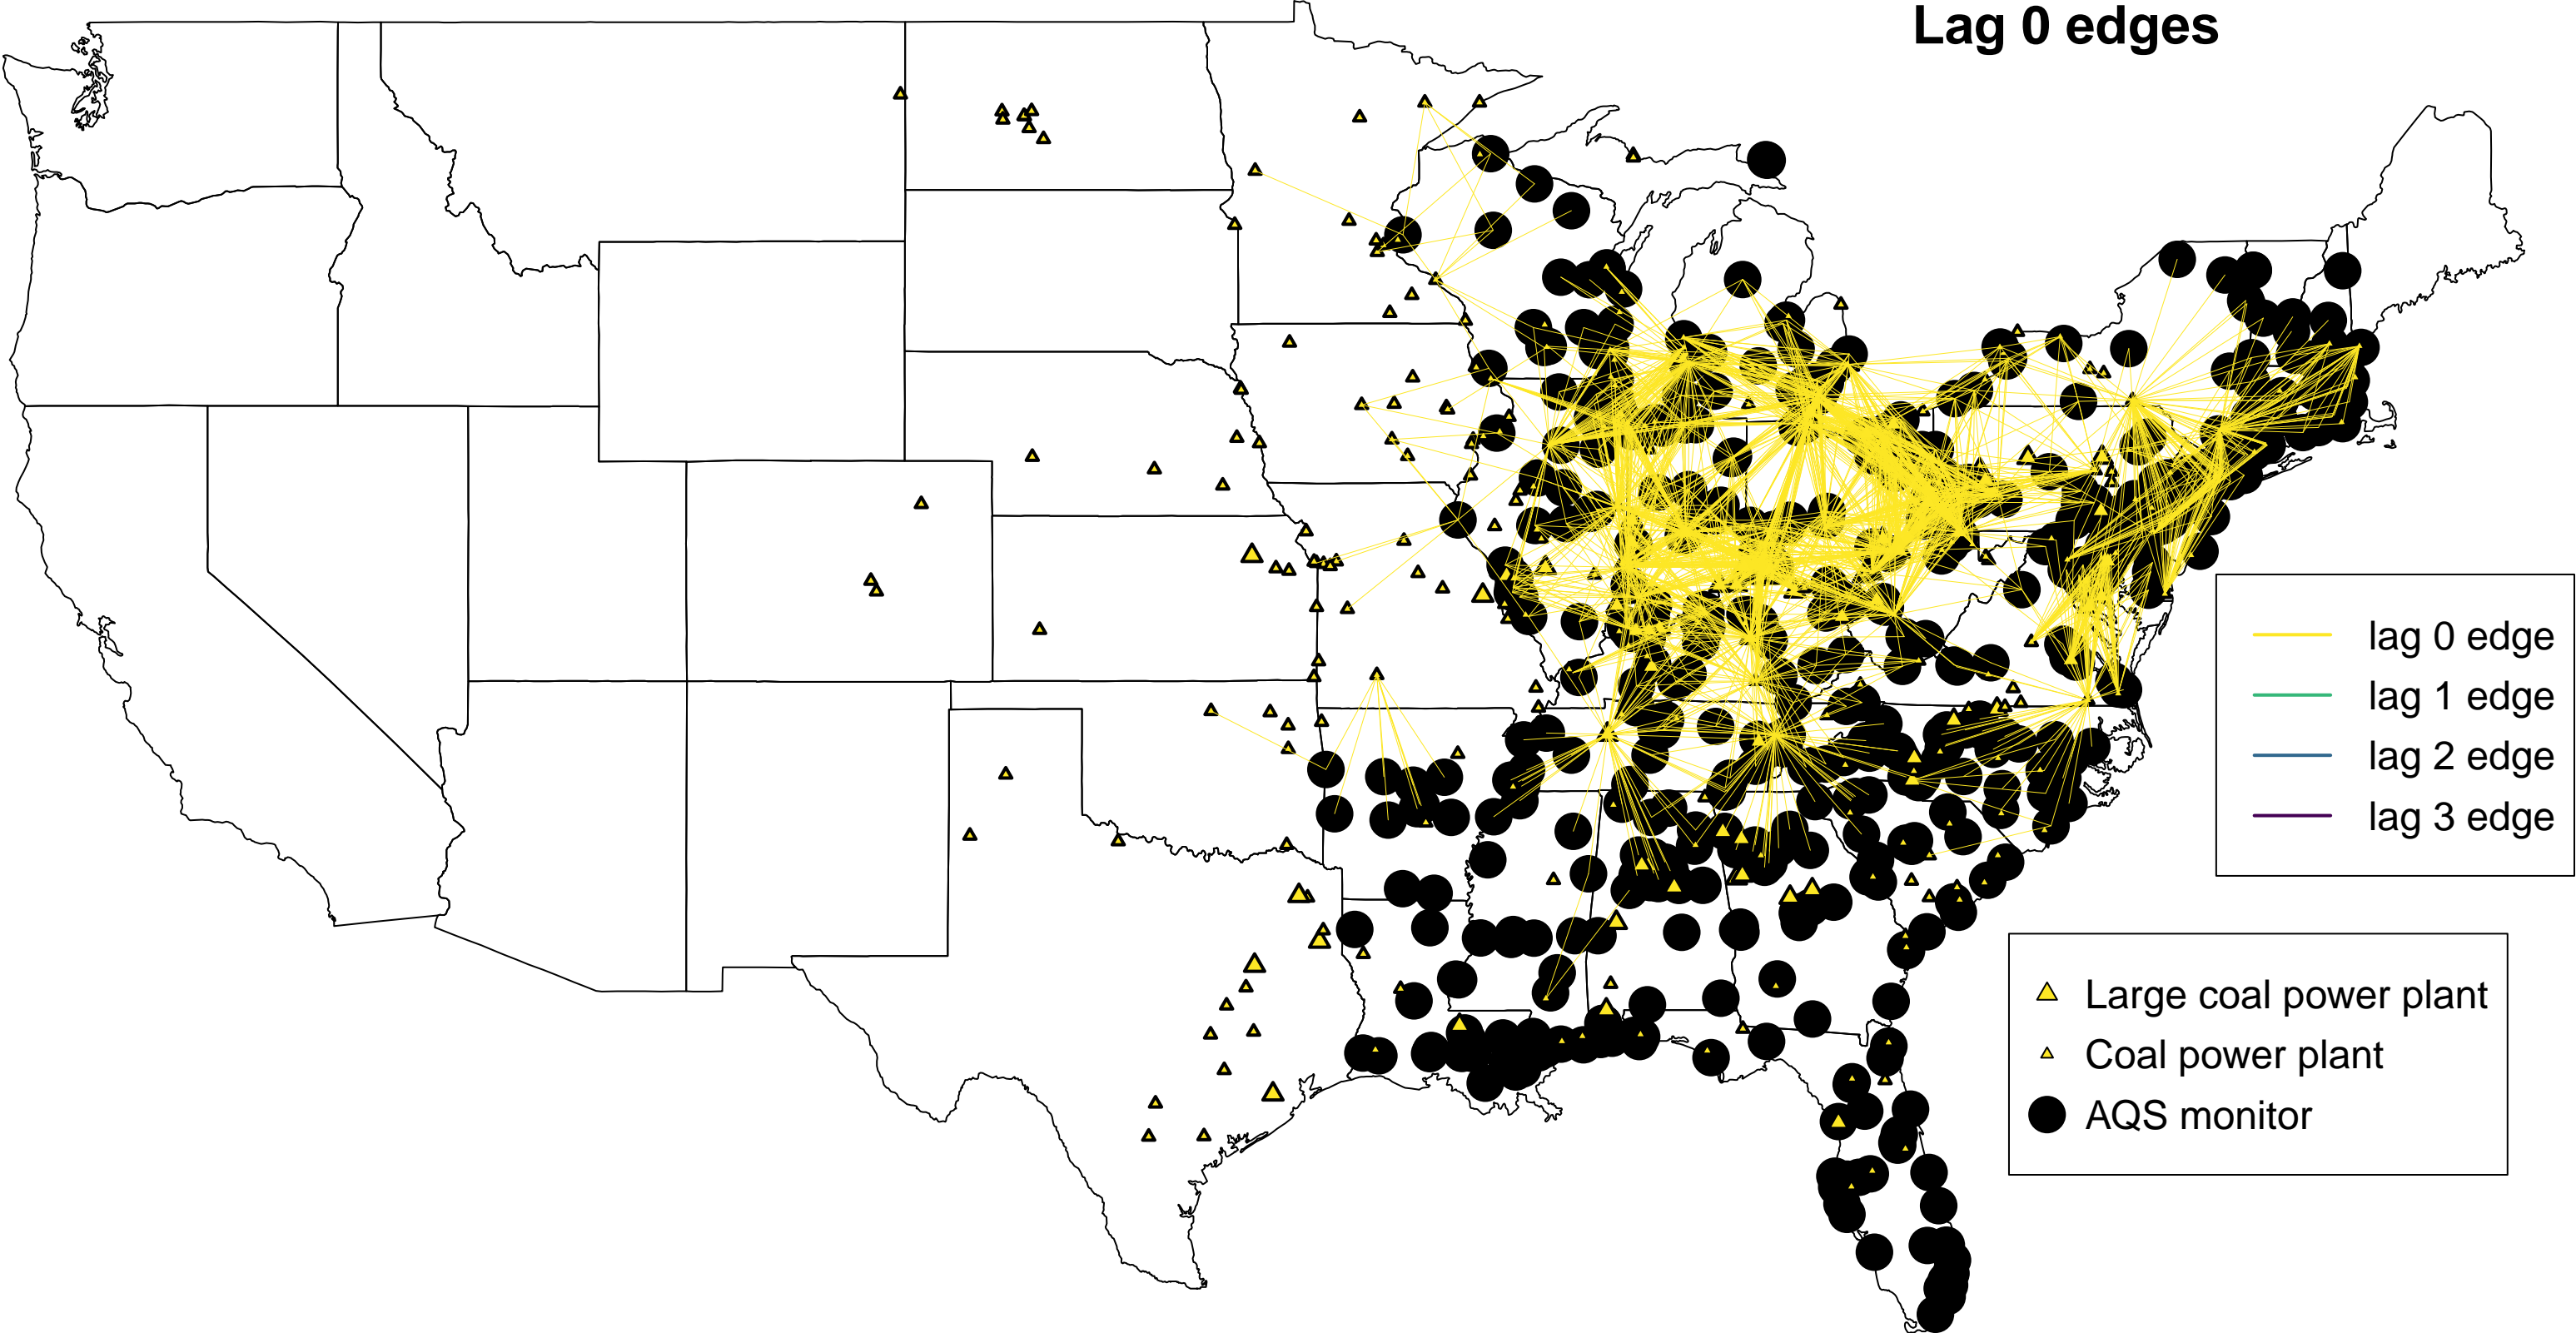 Lag 0 edges
lag 0 edge
lag 1 edge
lag 2 edge
lag 3 edge
Large coal power plant
Coal power plant
AQS monitor